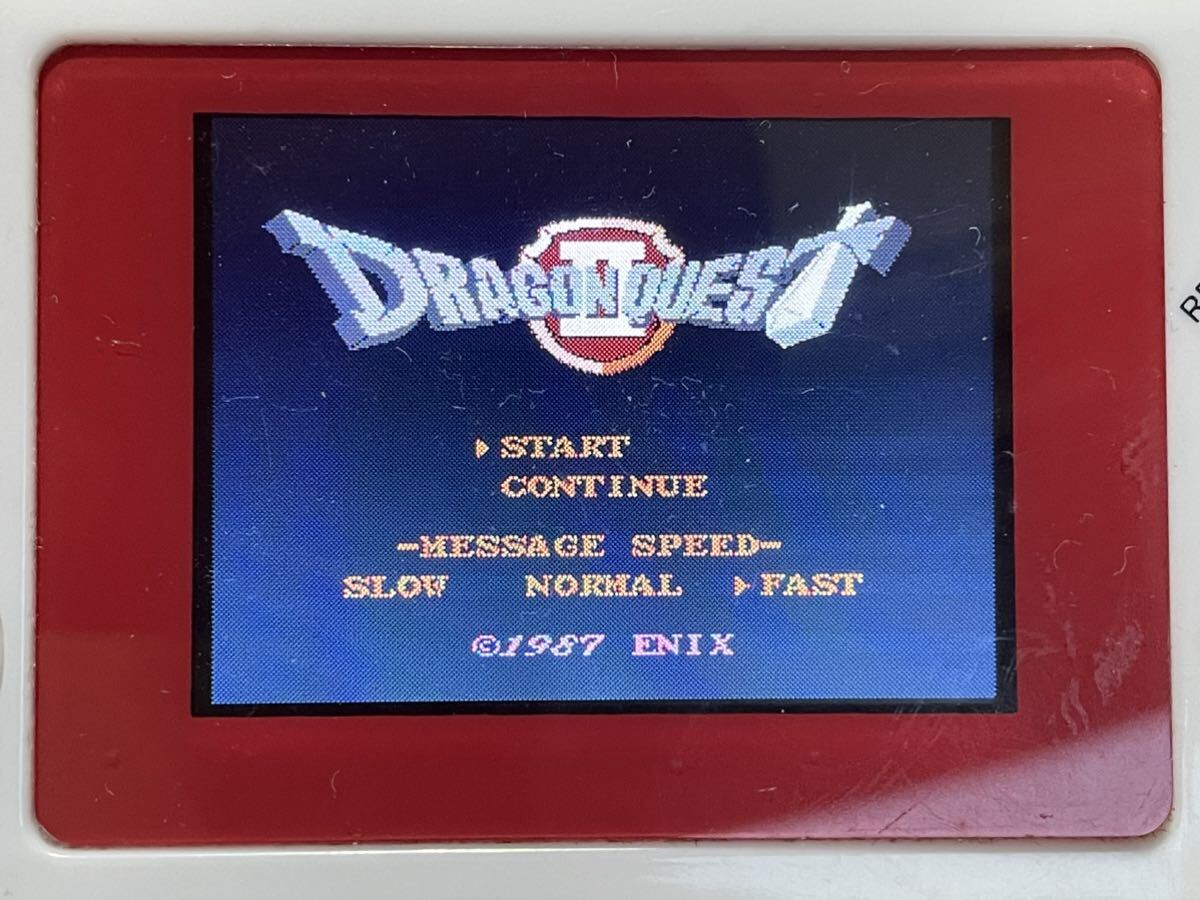 DRAGON QUEST
II
▶START
CONTINUE
-MESSAGE SPEED-
SLOW NORMAL ▶FAST
©1987 ENIX